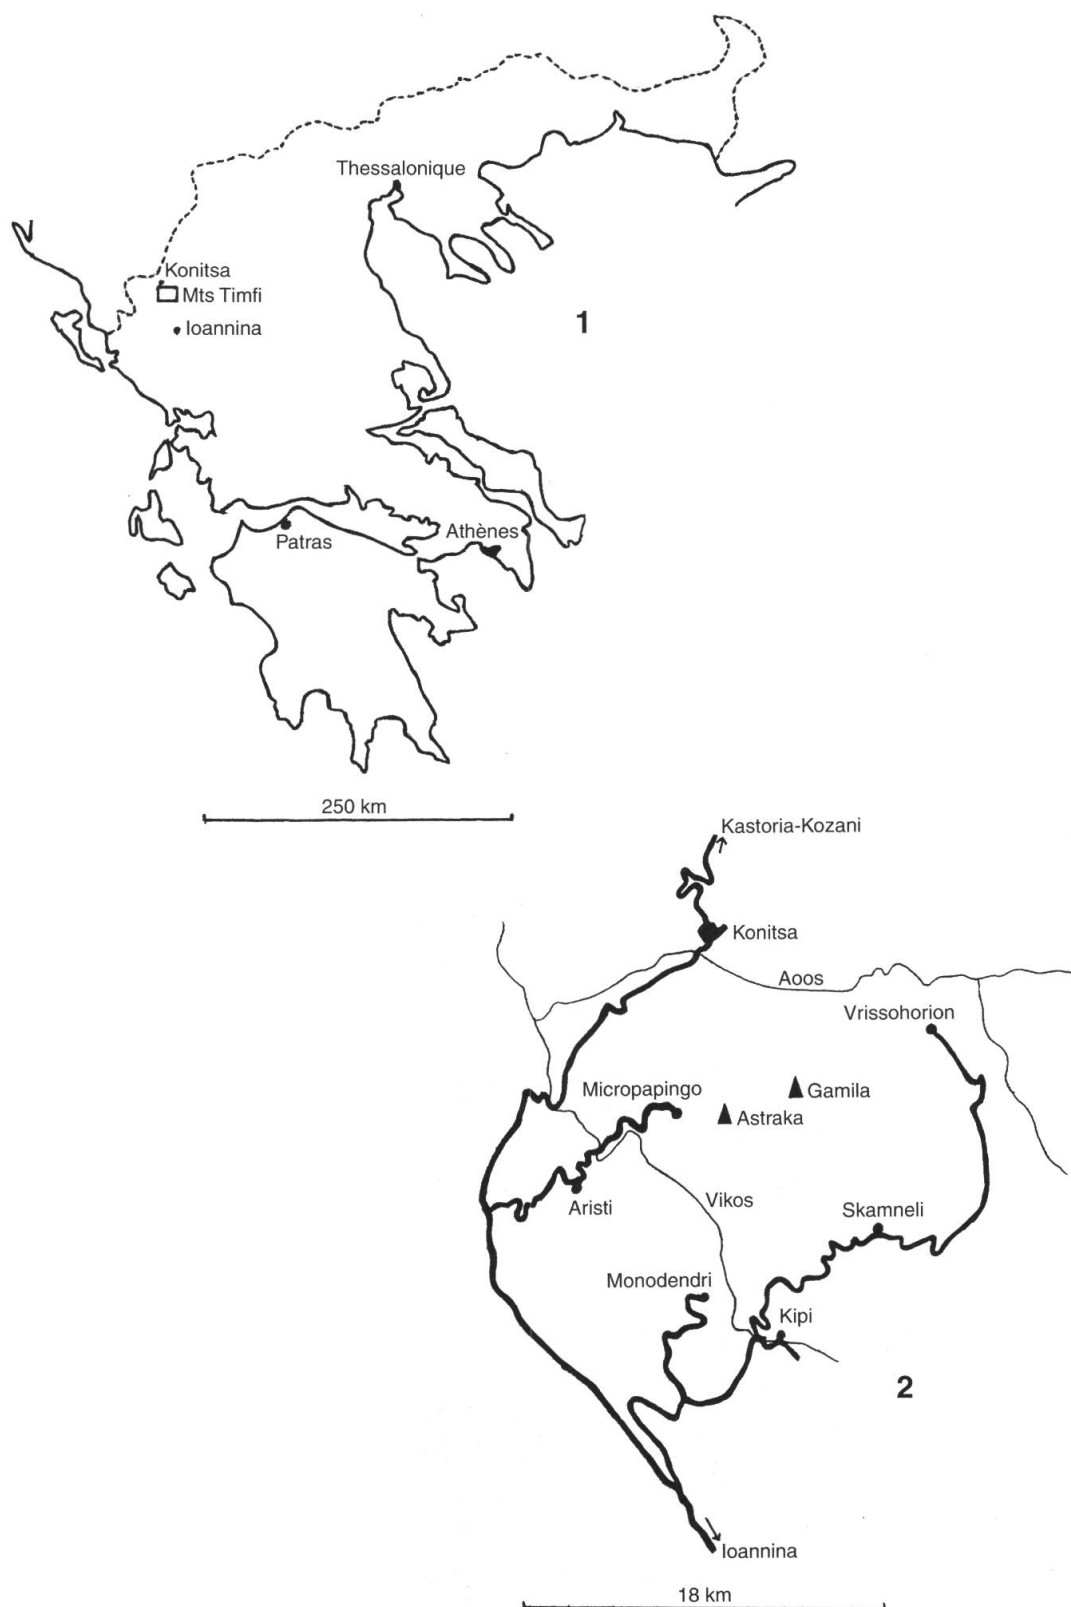 Thessalonique
Konitsa
Mts Timfi
Ioannina
1
Patras
Athènes
250 km
Kastoria-Kozani
Konitsa
Aoos
Vrissohorion
Micropapingo
Gamila
Astraka
Aristi
Vikos
Skamneli
Monodendri
Kipi
2
Ioannina
18 km